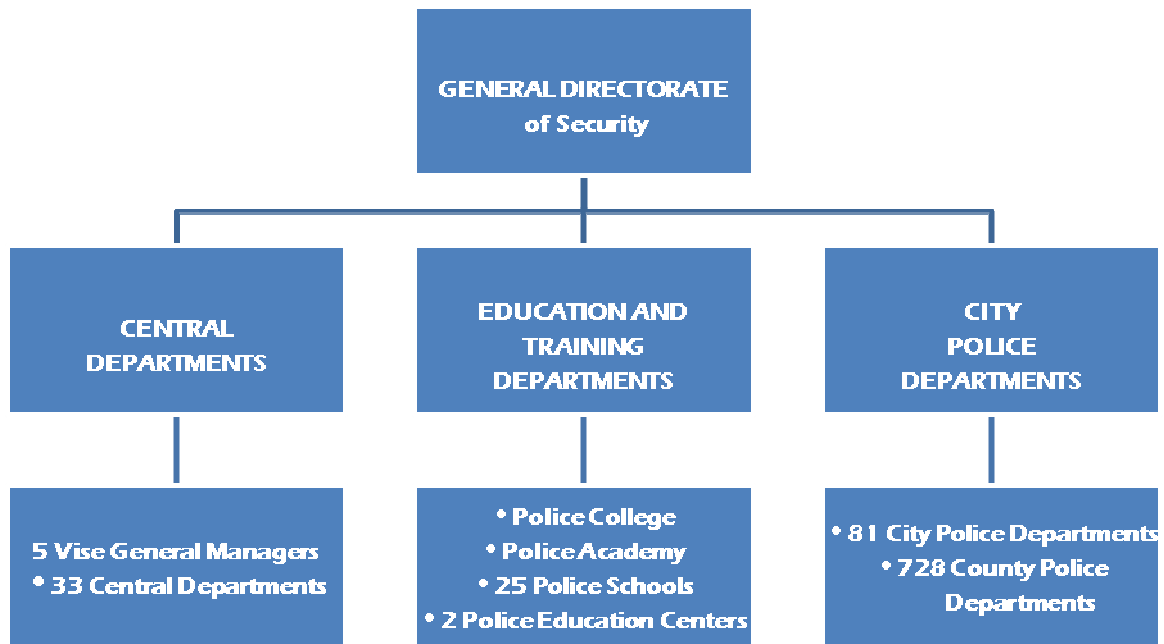 GENERAL DIRECTORATE
of Security
CENTRAL
DEPARTMENTS
EDUCATION AND
TRAINING
DEPARTMENTS
CITY
POLICE
DEPARTMENTS
5 Vise General Managers
• 33 Central Departments
• Police College
• Police Academy
• 25 Police Schools
• 2 Police Education Centers
• 81 City Police Departments
• 728 County Police
Departments